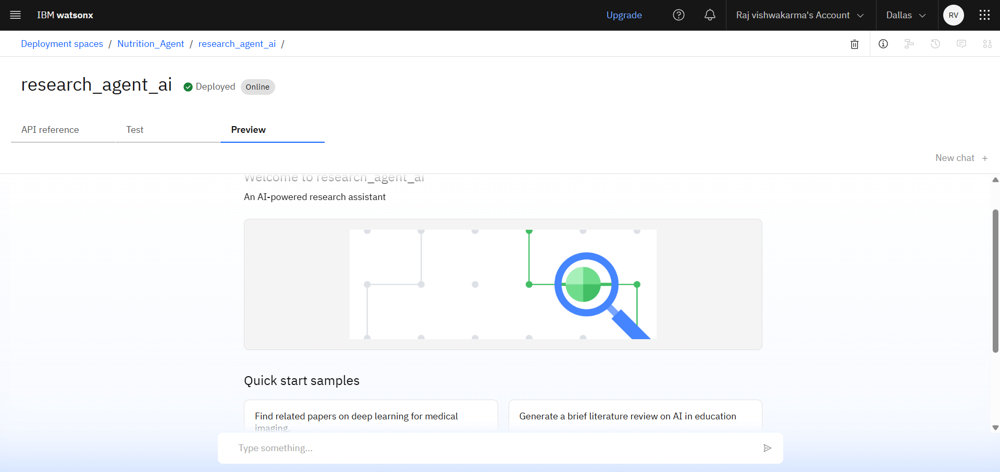 IBM watsonx
Upgrade
Raj vishwakarma's Account
Dallas
RV
Deployment spaces / Nutrition_Agent / research_agent_ai /
research_agent_ai
Deployed
Online
API reference
Test
Preview
New chat +
Welcome to research_agent_ai
An AI-powered research assistant
Quick start samples
Find related papers on deep learning for medical
imaging.
Generate a brief literature review on AI in education
Type something...